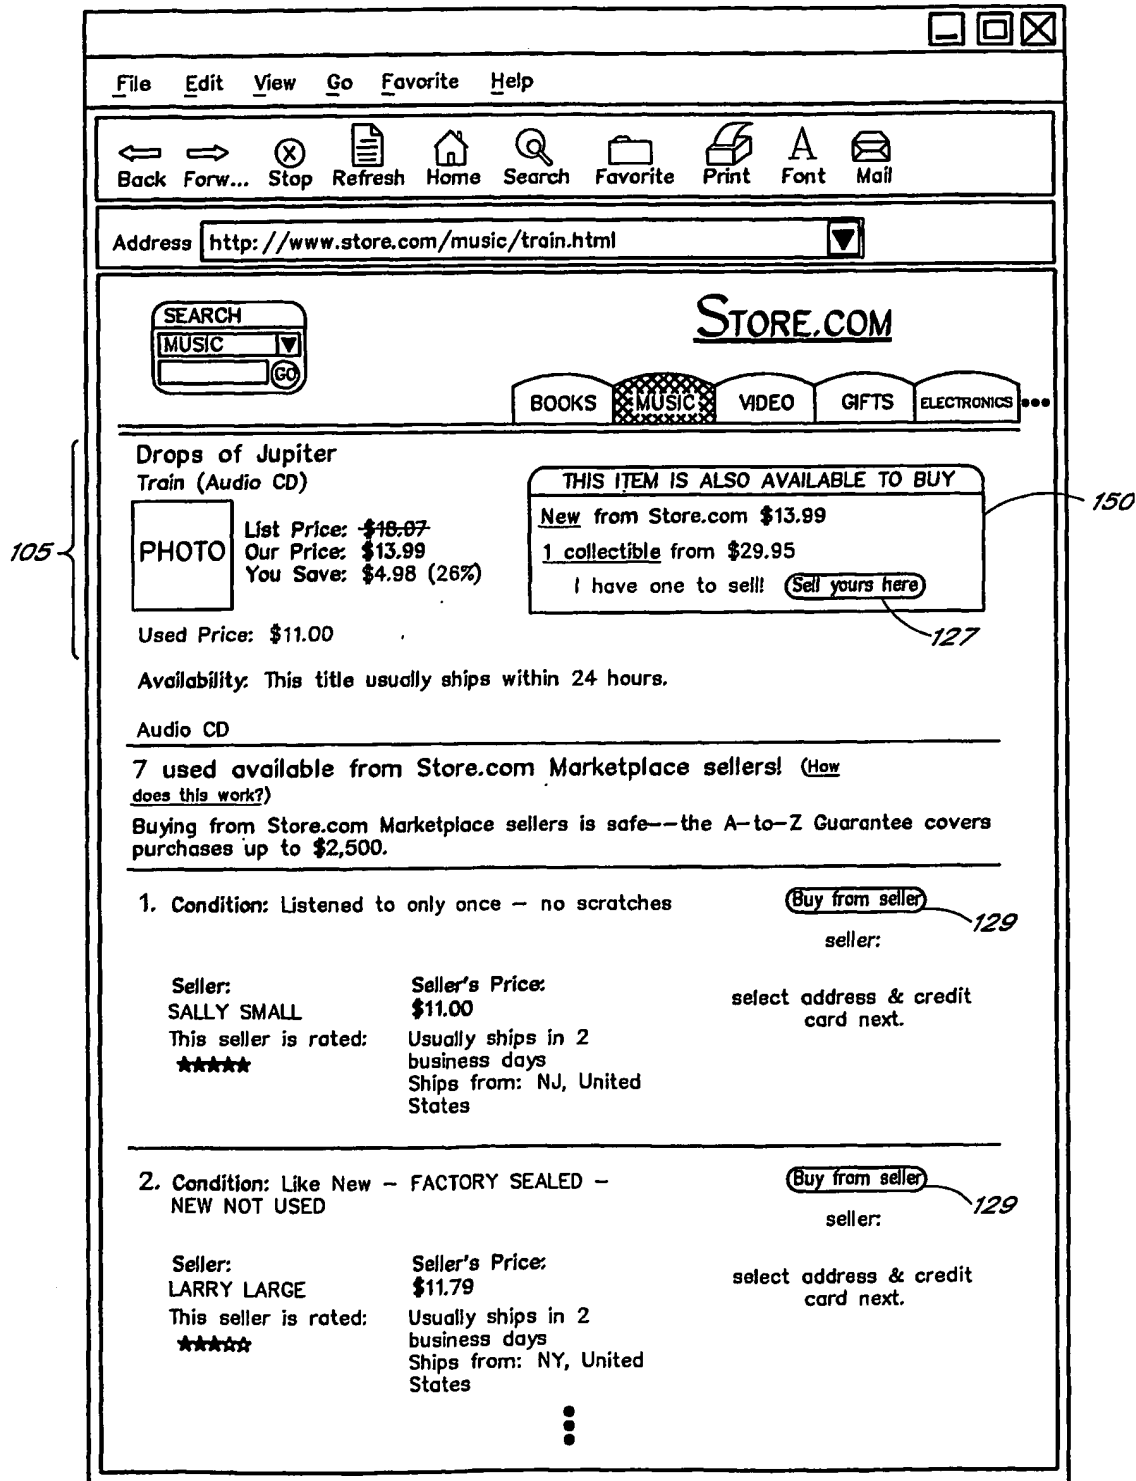 File Edit View Go Favorite Help
Back Forw... Stop Refresh Home Search Favorite Print Font Mail
Address http://www.store.com/music/train.html
SEARCH
MUSIC
GO
STORE.COM
BOOKS MUSIC VIDEO GIFTS ELECTRONICS
Drops of Jupiter
Train (Audio CD)
PHOTO
List Price: $18.97
Our Price: $13.99
You Save: $4.98 (26%)
Used Price: $11.00
105
THIS ITEM IS ALSO AVAILABLE TO BUY
New from Store.com $13.99
1 collectible from $29.95
I have one to sell! Sell yours here
150
127
Availability: This title usually ships within 24 hours.
Audio CD
7 used available from Store.com Marketplace sellers! (How
does this work?)
Buying from Store.com Marketplace sellers is safe--the A-to-Z Guarantee covers
purchases up to $2,500.
1. Condition: Listened to only once - no scratches
Buy from seller
129
seller:
Seller:
SALLY SMALL
This seller is rated:
Seller's Price:
$11.00
Usually ships in 2
business days
Ships from: NJ, United
States
select address & credit
card next.
2. Condition: Like New - FACTORY SEALED -
NEW NOT USED
Buy from seller
129
seller:
Seller:
LARRY LARGE
This seller is rated:
Seller's Price:
$11.79
Usually ships in 2
business days
Ships from: NY, United
States
select address & credit
card next.